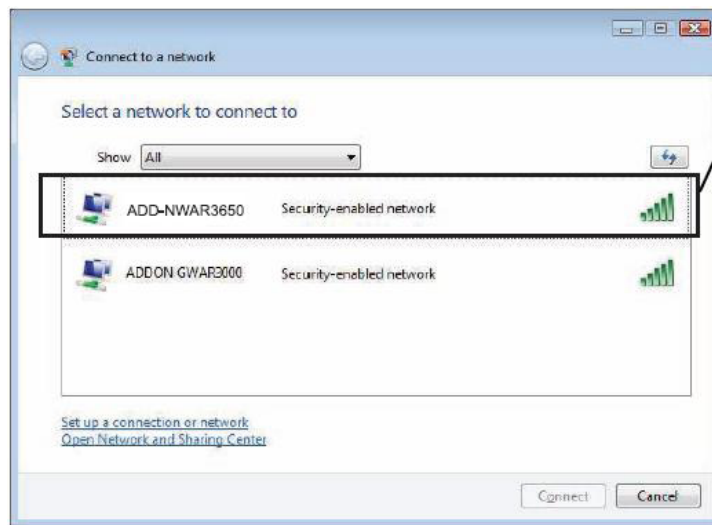 Connect to a network
Select a network to connect to
Show All
ADD-NWAR3650 Security-enabled network
ADDON GWAR3000 Security-enabled network
Set up a connection or network
Open Network and Sharing Center
Connect Cancel